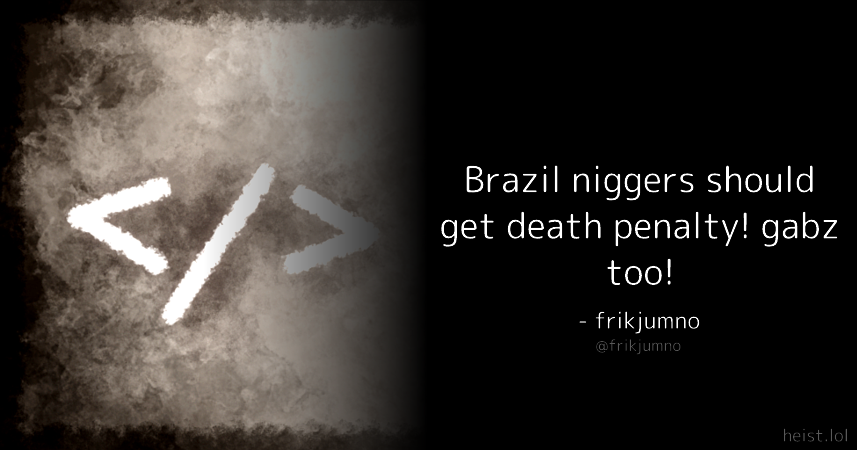 </>
Brazil niggers should
get death penalty! gabz
too!
- frikjumno
@frikjumno
heist.lol